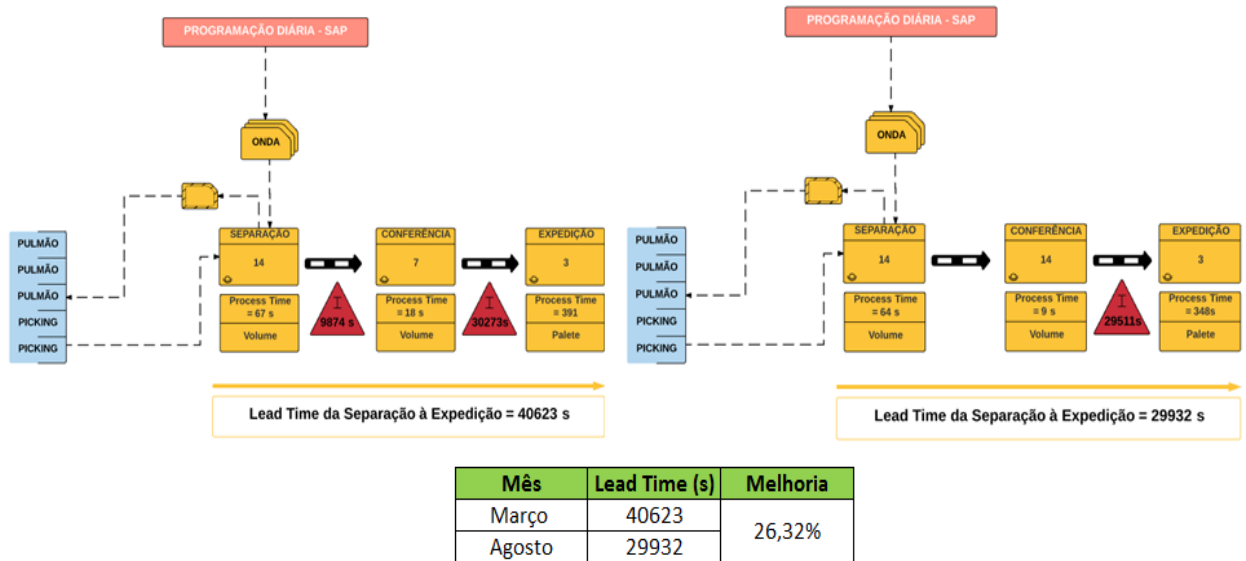 PROGRAMAÇÃO DIÁRIA - SAP
ONDA
PULMÃO
PULMÃO
PULMÃO
PICKING
PICKING
SEPARAÇÃO
14
Process Time
= 67 s
Volume
I
9874 s
CONFERÊNCIA
7
Process Time
= 18 s
Volume
I
30273s
EXPEDIÇÃO
3
Process Time
= 391
Palete
Lead Time da Separação à Expedição = 40623 s
PROGRAMAÇÃO DIÁRIA - SAP
ONDA
PULMÃO
PULMÃO
PULMÃO
PICKING
PICKING
SEPARAÇÃO
14
Process Time
= 64 s
Volume
CONFERÊNCIA
14
Process Time
= 9 s
Volume
I
29511s
EXPEDIÇÃO
3
Process Time
= 348s
Palete
Lead Time da Separação à Expedição = 29932 s
Mês Lead Time (s) Melhoria
Março 40623
26,32%
Agosto 29932